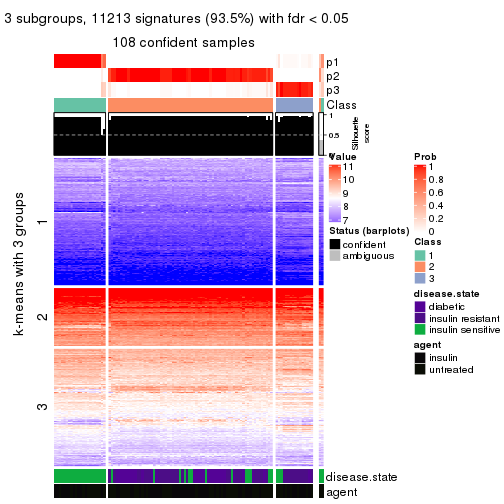 3 subgroups, 11213 signatures (93.5%) with fdr < 0.05
108 confident samples
p1
p2
p3
Class
1
0.5
0
Silhouette
score
k-means with 3 groups
1
2
3
Value
11
10
9
8
7
Status (barplots)
confident
ambiguous
Prob
1
0.8
0.6
0.4
0.2
0
Class
1
2
3
disease.state
diabetic
insulin resistant
insulin sensitive
agent
insulin
untreated
disease.state
agent